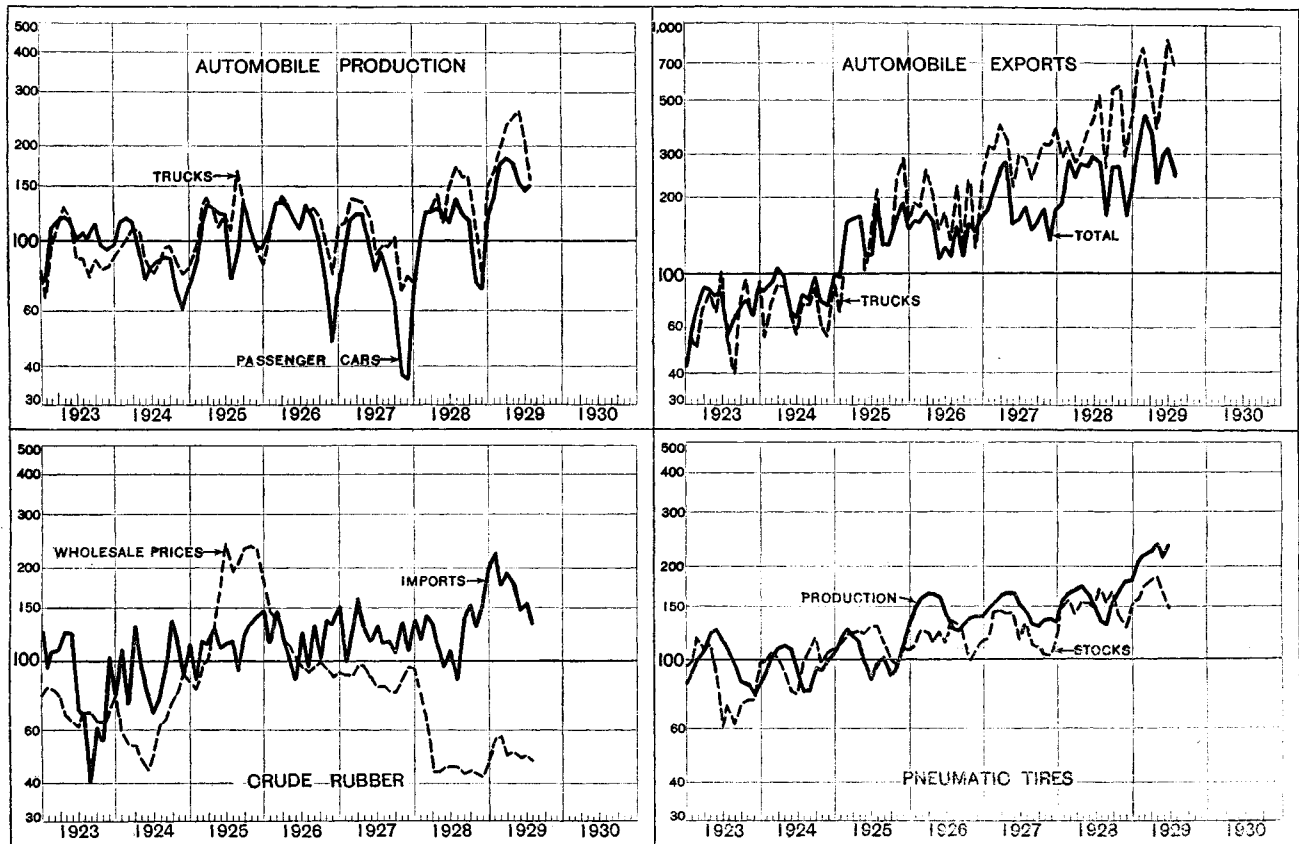 AUTOMOBILE PRODUCTION
500
400
300
200
150
100
60
40
30
TRUCKS
PASSENGER CARS
1923 1924 1925 1926 1927 1928 1929 1930
AUTOMOBILE EXPORTS
1,000
700
500
300
200
100
80
60
40
30
TOTAL
TRUCKS
1923 1924 1925 1926 1927 1928 1929 1930
500
400
300
200
150
100
60
40
30
WHOLESALE PRICES
IMPORTS
CRUDE RUBBER
1923 1924 1925 1926 1927 1928 1929 1930
500
400
300
200
150
100
60
40
30
PRODUCTION
STOCKS
PNEUMATIC TIRES
1923 1924 1925 1926 1927 1928 1929 1930